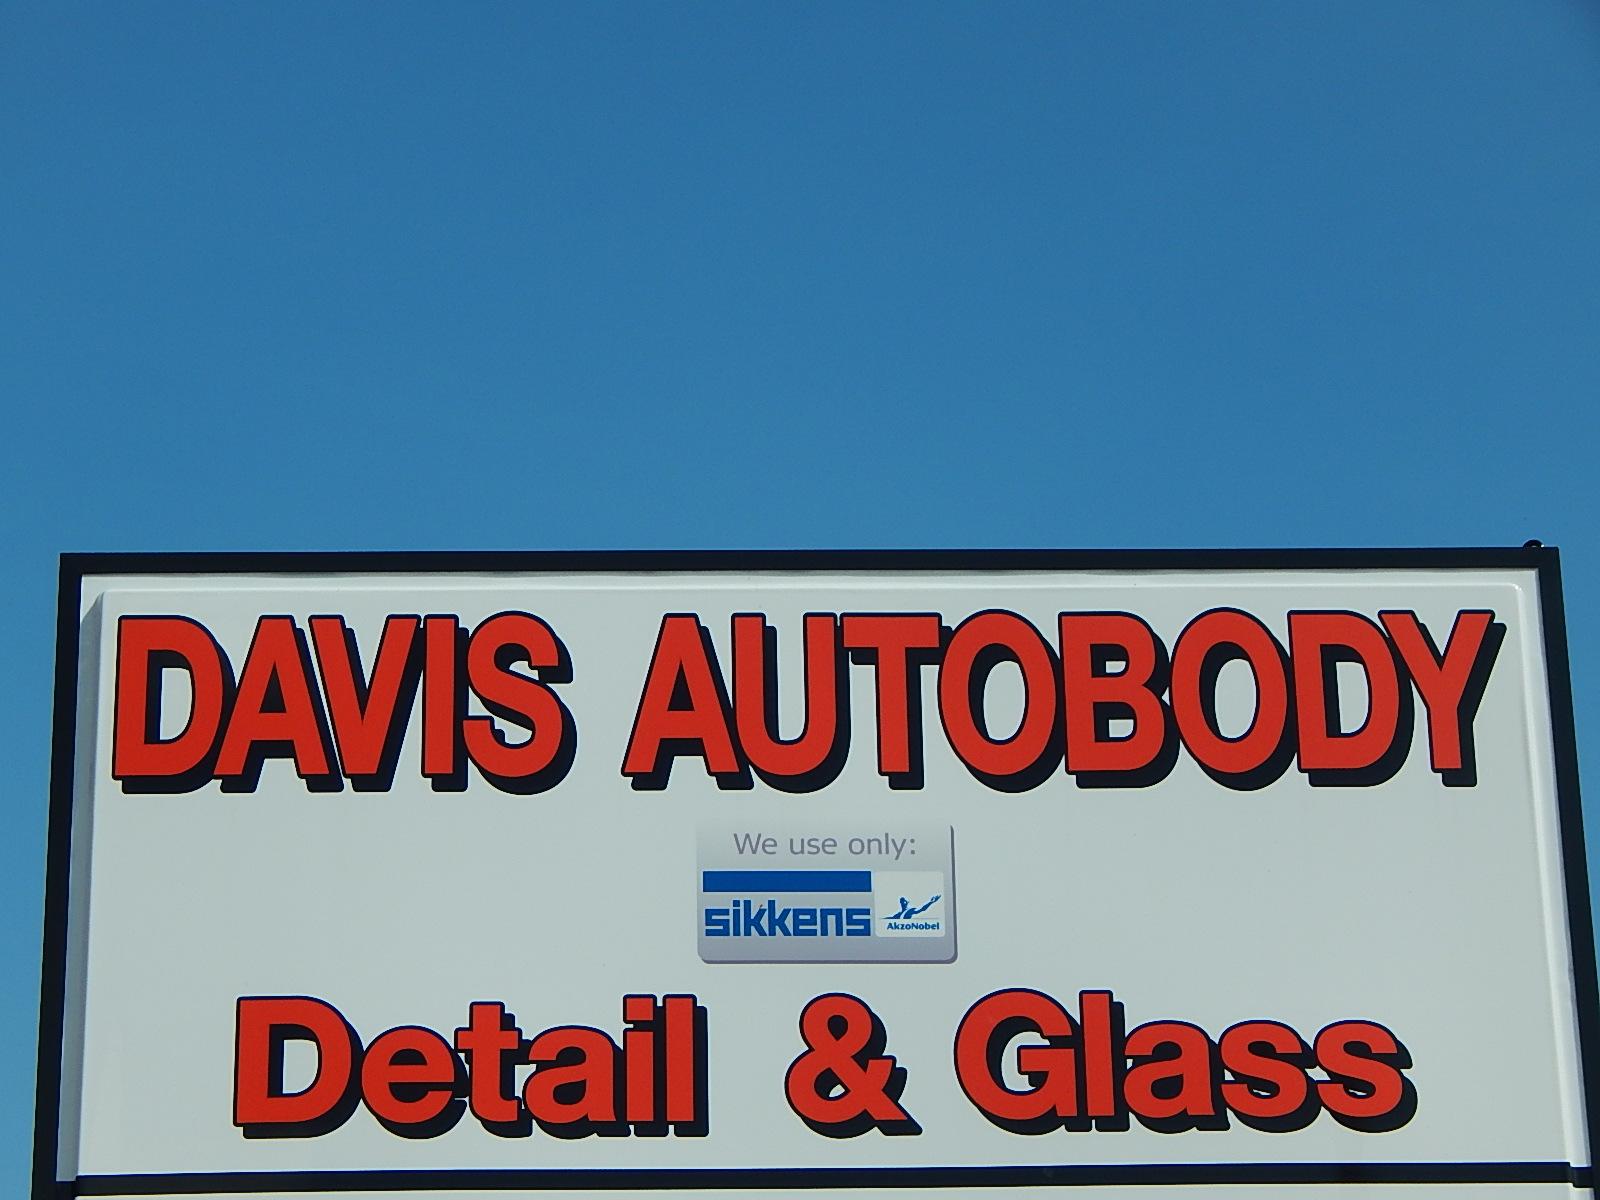 DAVIS AUTOBODY
We use only:
sikkens
AkzoNobel
Detail & Glass